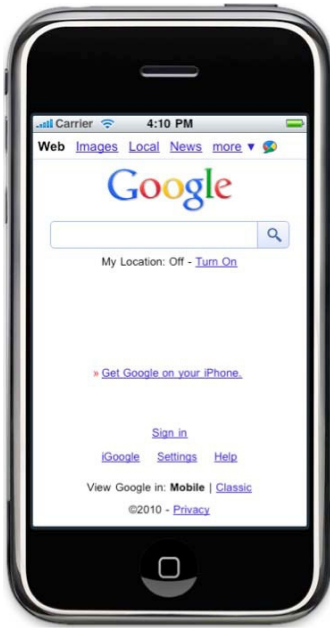 Carrier 4:10 PM
Web Images Local News more ▼
Google
My Location: Off - Turn On
» Get Google on your iPhone.
Sign in
iGoogle Settings Help
View Google in: Mobile | Classic
©2010 - Privacy